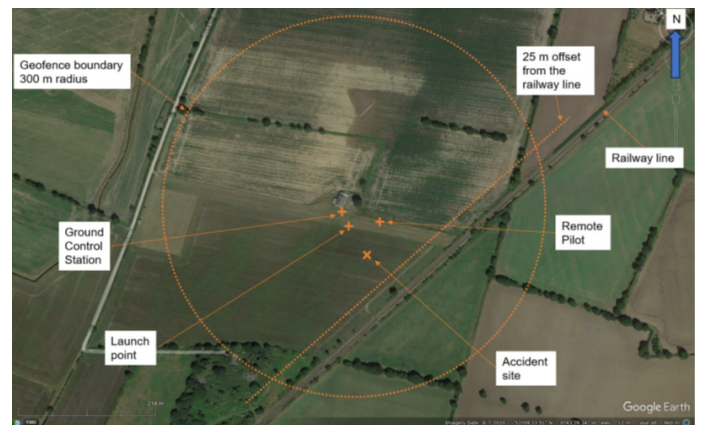 N
Geofence boundary
300 m radius
25 m offset
from the
railway line
Railway line
Ground
Control
Station
Remote
Pilot
Launch
point
Accident
site
Google Earth